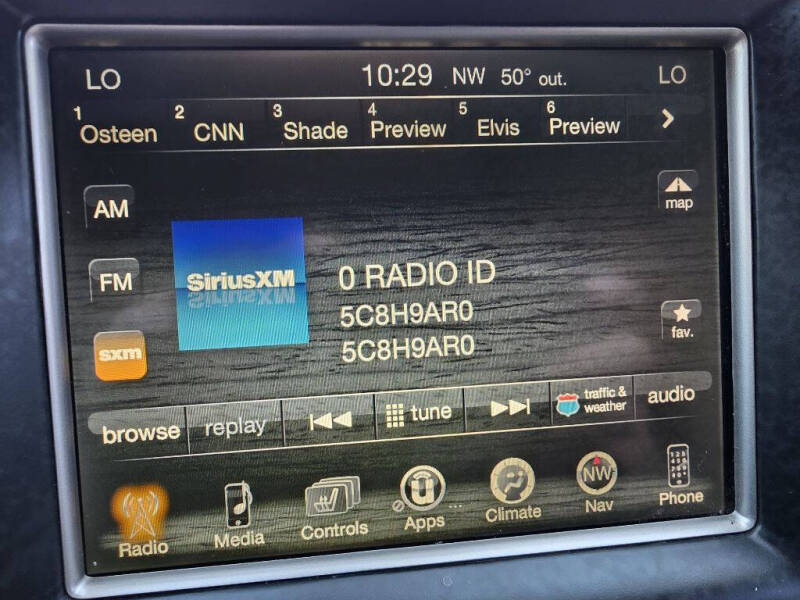 LO 10:29 NW 50° out. LO
1 Osteen 2 CNN 3 Shade 4 Preview 5 Elvis 6 Preview
AM
map
SiriusXM
0 RADIO ID
FM
5C8H9AR0
fav.
sxm
5C8H9AR0
browse replay tune traffic & weather audio
Radio Media Controls Apps ... Climate NW Nav Phone